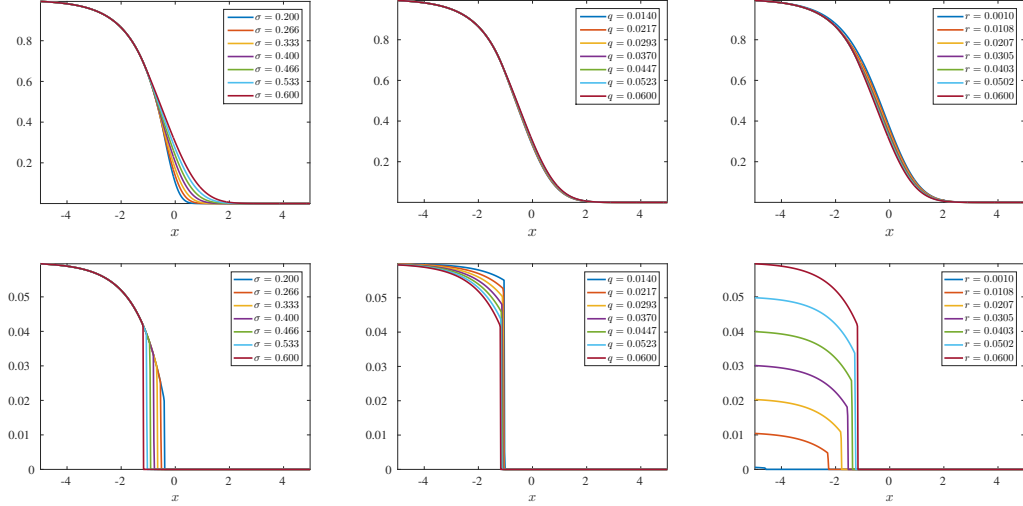 0.8
0.6
0.4
0.2
-4 -2 0 2 4
x
σ = 0.200
σ = 0.266
σ = 0.333
σ = 0.400
σ = 0.466
σ = 0.533
σ = 0.600
0.8
0.6
0.4
0.2
-4 -2 0 2 4
x
q = 0.0140
q = 0.0217
q = 0.0293
q = 0.0370
q = 0.0447
q = 0.0523
q = 0.0600
0.8
0.6
0.4
0.2
-4 -2 0 2 4
x
r = 0.0010
r = 0.0108
r = 0.0207
r = 0.0305
r = 0.0403
r = 0.0502
r = 0.0600
0.05
0.04
0.03
0.02
0.01
0
-4 -2 0 2 4
x
σ = 0.200
σ = 0.266
σ = 0.333
σ = 0.400
σ = 0.466
σ = 0.533
σ = 0.600
0.05
0.04
0.03
0.02
0.01
0
-4 -2 0 2 4
x
q = 0.0140
q = 0.0217
q = 0.0293
q = 0.0370
q = 0.0447
q = 0.0523
q = 0.0600
0.05
0.04
0.03
0.02
0.01
0
-4 -2 0 2 4
x
r = 0.0010
r = 0.0108
r = 0.0207
r = 0.0305
r = 0.0403
r = 0.0502
r = 0.0600